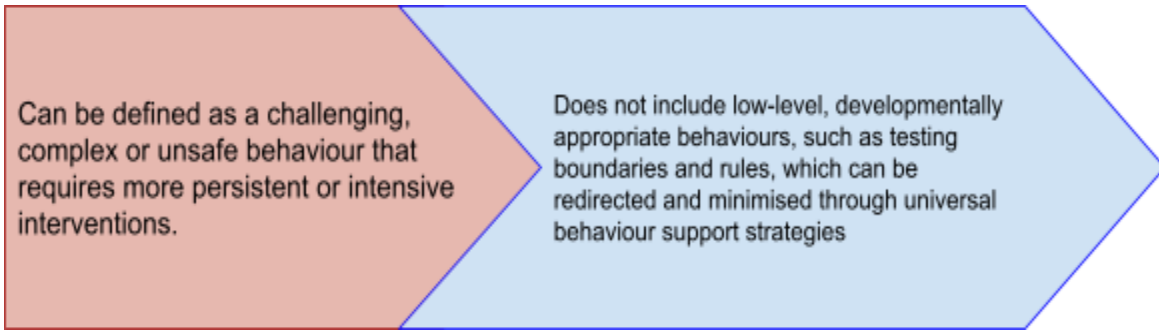 Can be defined as a challenging,
complex or unsafe behaviour that
requires more persistent or intensive
interventions.
Does not include low-level, developmentally
appropriate behaviours, such as testing
boundaries and rules, which can be
redirected and minimised through universal
behaviour support strategies